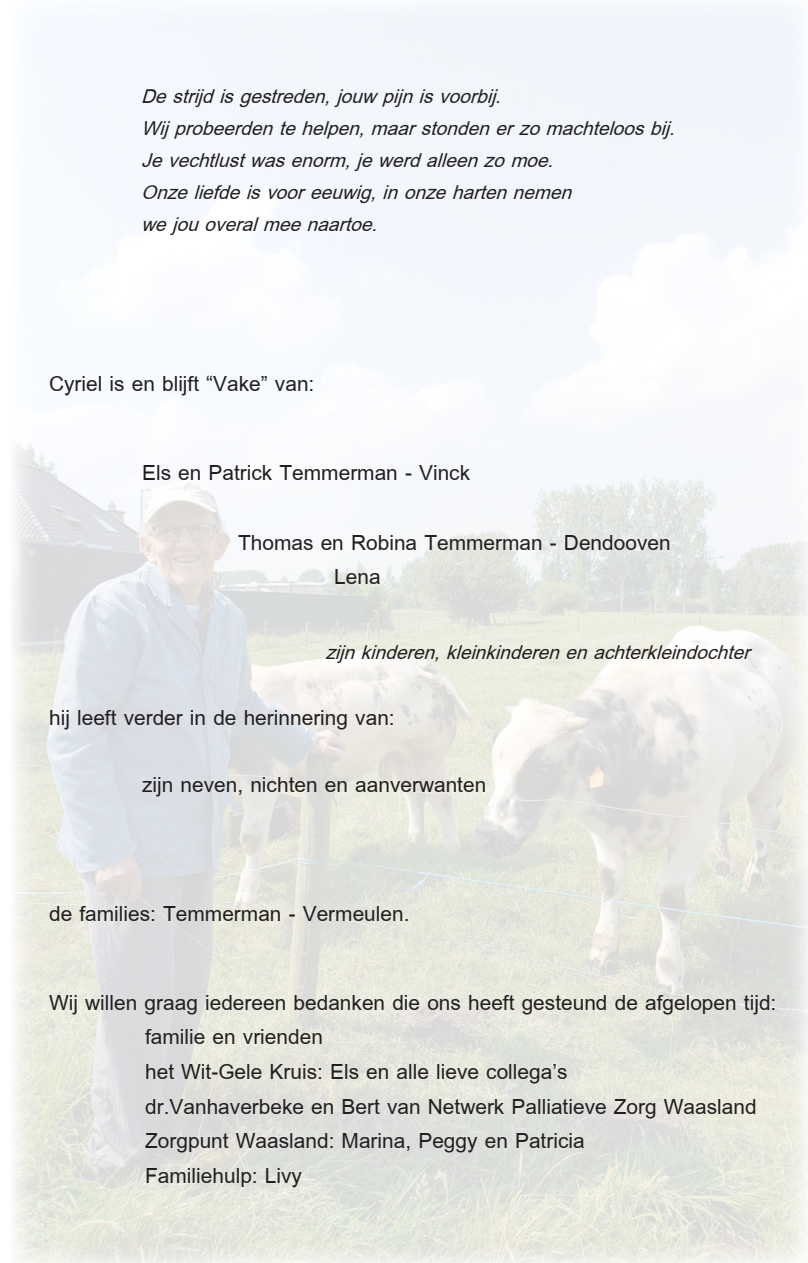 De strijd is gestreden, jouw pijn is voorbij.
Wij probeerden te helpen, maar stonden er zo machteloos bij.
Je vechtlust was enorm, je werd alleen zo moe.
Onze liefde is voor eeuwig, in onze harten nemen
we jou overal mee naartoe.
Cyriel is en blijft “Vake” van:
Els en Patrick Temmerman - Vinck
Thomas en Robina Temmerman - Dendooven
Lena
zijn kinderen, kleinkinderen en achterkleindochter
hij leeft verder in de herinnering van:
zijn neven, nichten en aanverwanten
de families: Temmerman - Vermeulen.
Wij willen graag iedereen bedanken die ons heeft gesteund de afgelopen tijd:
familie en vrienden
het Wit-Gele Kruis: Els en alle lieve collega’s
dr.Vanhaverbeke en Bert van Netwerk Palliatieve Zorg Waasland
Zorgpunt Waasland: Marina, Peggy en Patricia
Familiehulp: Livy